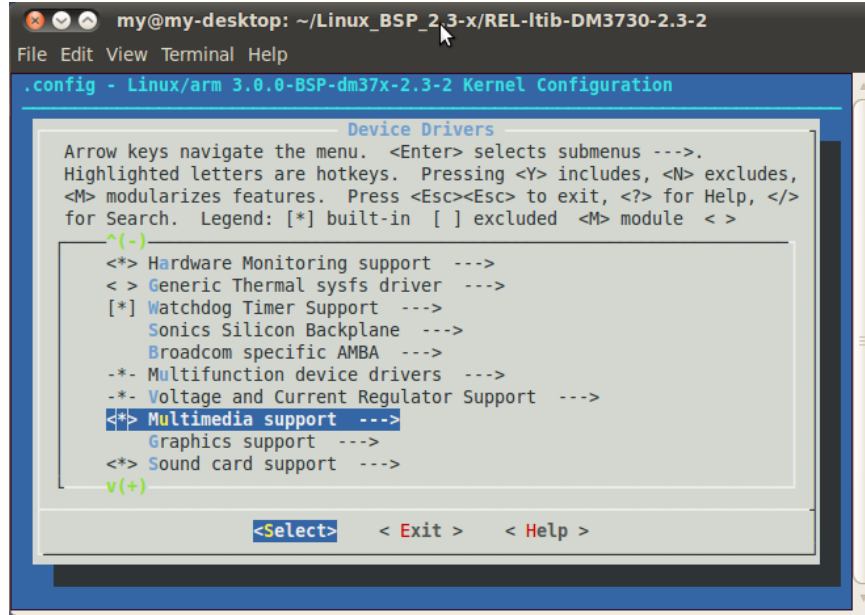 my@my-desktop: ~/Linux_BSP_2.3-x/REL-ltib-DM3730-2.3-2
File Edit View Terminal Help
.config - Linux/arm 3.0.0-BSP-dm37x-2.3-2 Kernel Configuration
Device Drivers
Arrow keys navigate the menu. <Enter> selects submenus --->.
Highlighted letters are hotkeys. Pressing <Y> includes, <N> excludes,
<M> modularizes features. Press <Esc><Esc> to exit, <?> for Help, </>
for Search. Legend: [*] built-in [ ] excluded <M> module < >
^(-)
<*> Hardware Monitoring support --->
< > Generic Thermal sysfs driver --->
[*] Watchdog Timer Support --->
Sonics Silicon Backplane --->
Broadcom specific AMBA --->
-*- Multifunction device drivers --->
-*- Voltage and Current Regulator Support --->
<*> Multimedia support --->
Graphics support --->
<*> Sound card support --->
v(+)
<Select> < Exit > < Help >